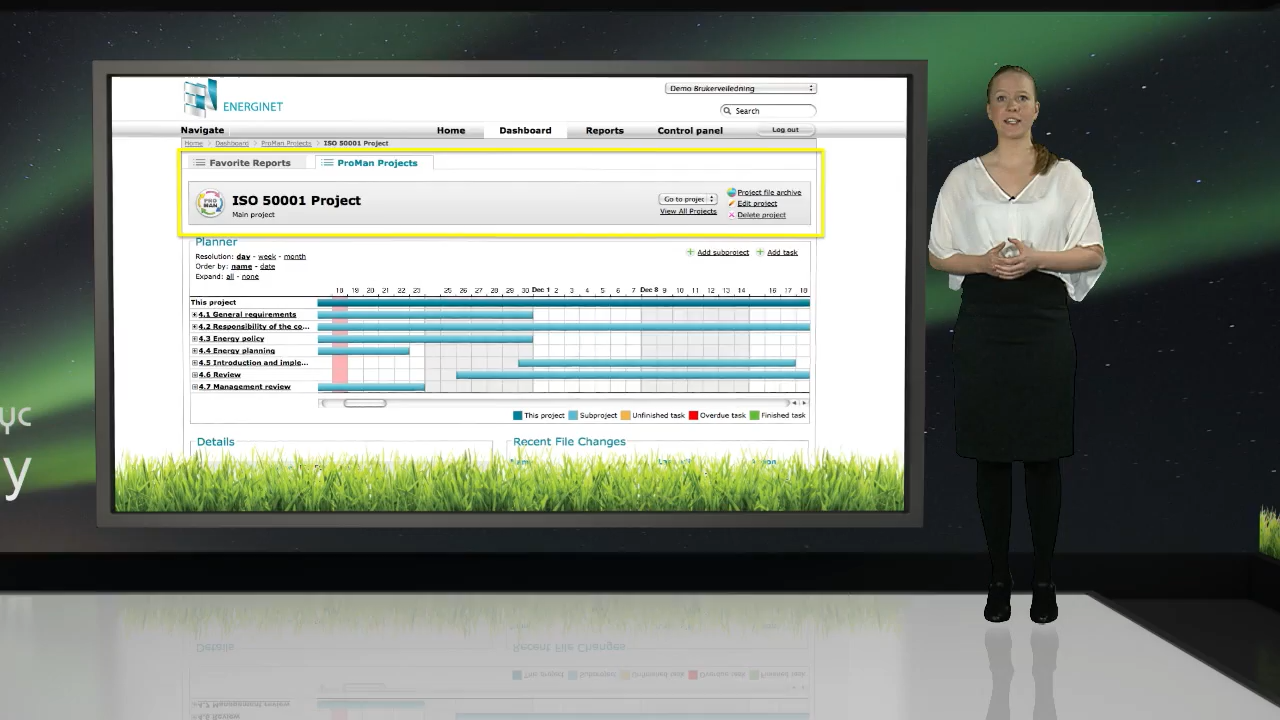 ENERGINET
Demo Brukerveiledning
Search
Navigate Home Dashboard Reports Control panel Log out
Home Dashboard ProMan Projects ISO 50001 Project
Favorite Reports ProMan Projects
PRO MAN
ISO 50001 Project
Main project
Go to projec
View All Projects
Project file archive
Edit project
Delete project
Planner
Resolution: day - week - month
Order by: name - date
Expand: all - none
Add subproject Add task
18 19 20 21 22 23 25 26 27 28 29 30 Dec 1 2 3 4 5 6 7 Dec 8 9 10 11 12 13 14 16 17 18
This project
4.1 General requirements
4.2 Responsibility of the co...
4.3 Energy policy
4.4 Energy planning
4.5 Introduction and imple...
4.6 Review
4.7 Management review
This project Subproject Unfinished task Overdue task Finished task
Details Recent File Changes
ỤC
y